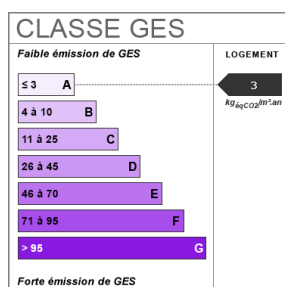 CLASSE GES
Faible émission de GES
LOGEMENT
≤ 3 A
3
kgéqCO2/m².an
4 à 10 B
11 à 25 C
26 à 45 D
46 à 70 E
71 à 95 F
> 95 G
Forte émission de GES